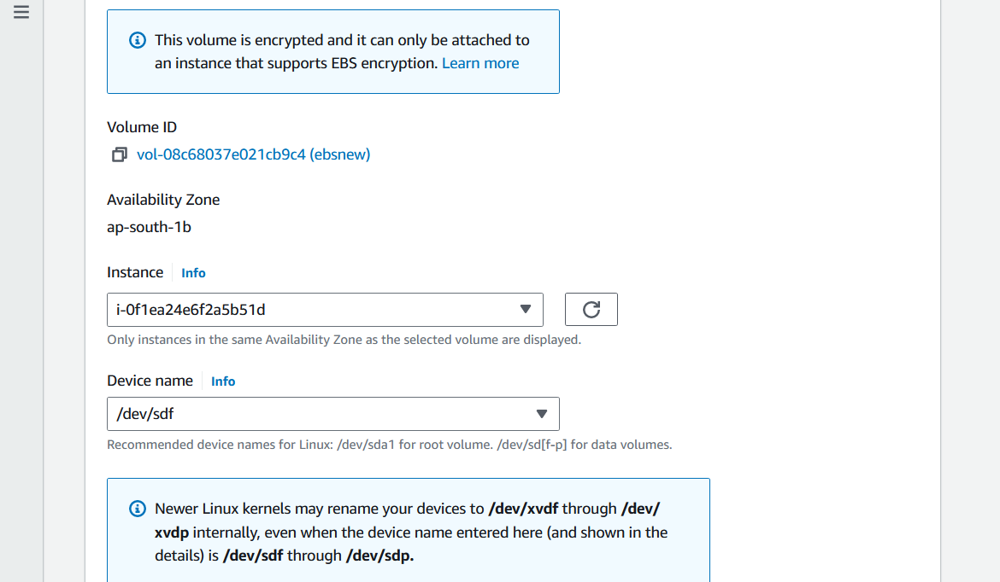 This volume is encrypted and it can only be attached to
an instance that supports EBS encryption. Learn more
Volume ID
vol-08c68037e021cb9c4 (ebsnew)
Availability Zone
ap-south-1b
Instance Info
i-0f1ea24e6f2a5b51d
Only instances in the same Availability Zone as the selected volume are displayed.
Device name Info
/dev/sdf
Recommended device names for Linux: /dev/sda1 for root volume. /dev/sd[f-p] for data volumes.
Newer Linux kernels may rename your devices to /dev/xvdf through /dev/
xvdp internally, even when the device name entered here (and shown in the
details) is /dev/sdf through /dev/sdp.